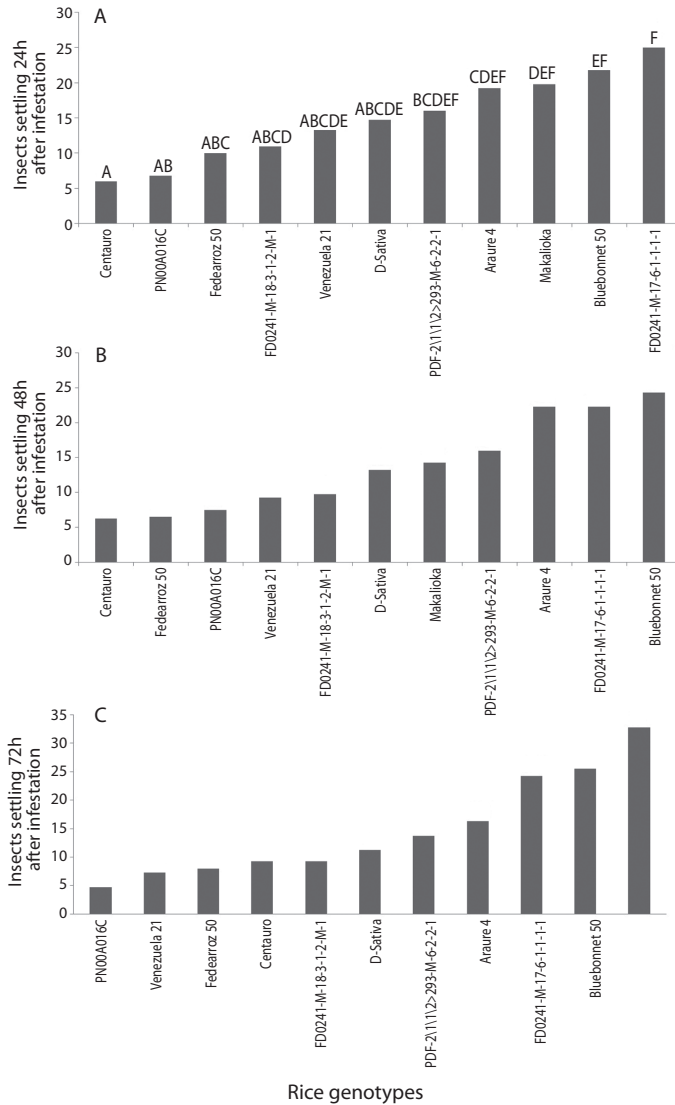 A
Insects settling 24h
after infestation
30
25
20
15
10
5
0
A
AB
ABC
ABCD
ABCDE
ABCDE
BCDEF
CDEF
DEF
EF
F
Centauro
PN00A016C
Fedearroz 50
FD0241-M-18-3-1-2-M-1
Venezuela 21
D-Sativa
PDF-2\1\1\2>293-M-6-2-2-1
Araure 4
Makalioka
Bluebonnet 50
FD0241-M-17-6-1-1-1-1
B
Insects settling 48h
after infestation
30
25
20
15
10
5
0
Centauro
Fedearroz 50
PN00A016C
Venezuela 21
FD0241-M-18-3-1-2-M-1
D-Sativa
Makalioka
PDF-2\1\1\2>293-M-6-2-2-1
Araure 4
FD0241-M-17-6-1-1-1-1
Bluebonnet 50
C
Insects settling 72h
after infestation
35
30
25
20
15
10
5
0
PN00A016C
Venezuela 21
Fedearroz 50
Centauro
FD0241-M-18-3-1-2-M-1
D-Sativa
PDF-2\1\1\2>293-M-6-2-2-1
Araure 4
FD0241-M-17-6-1-1-1-1
Bluebonnet 50
Rice genotypes